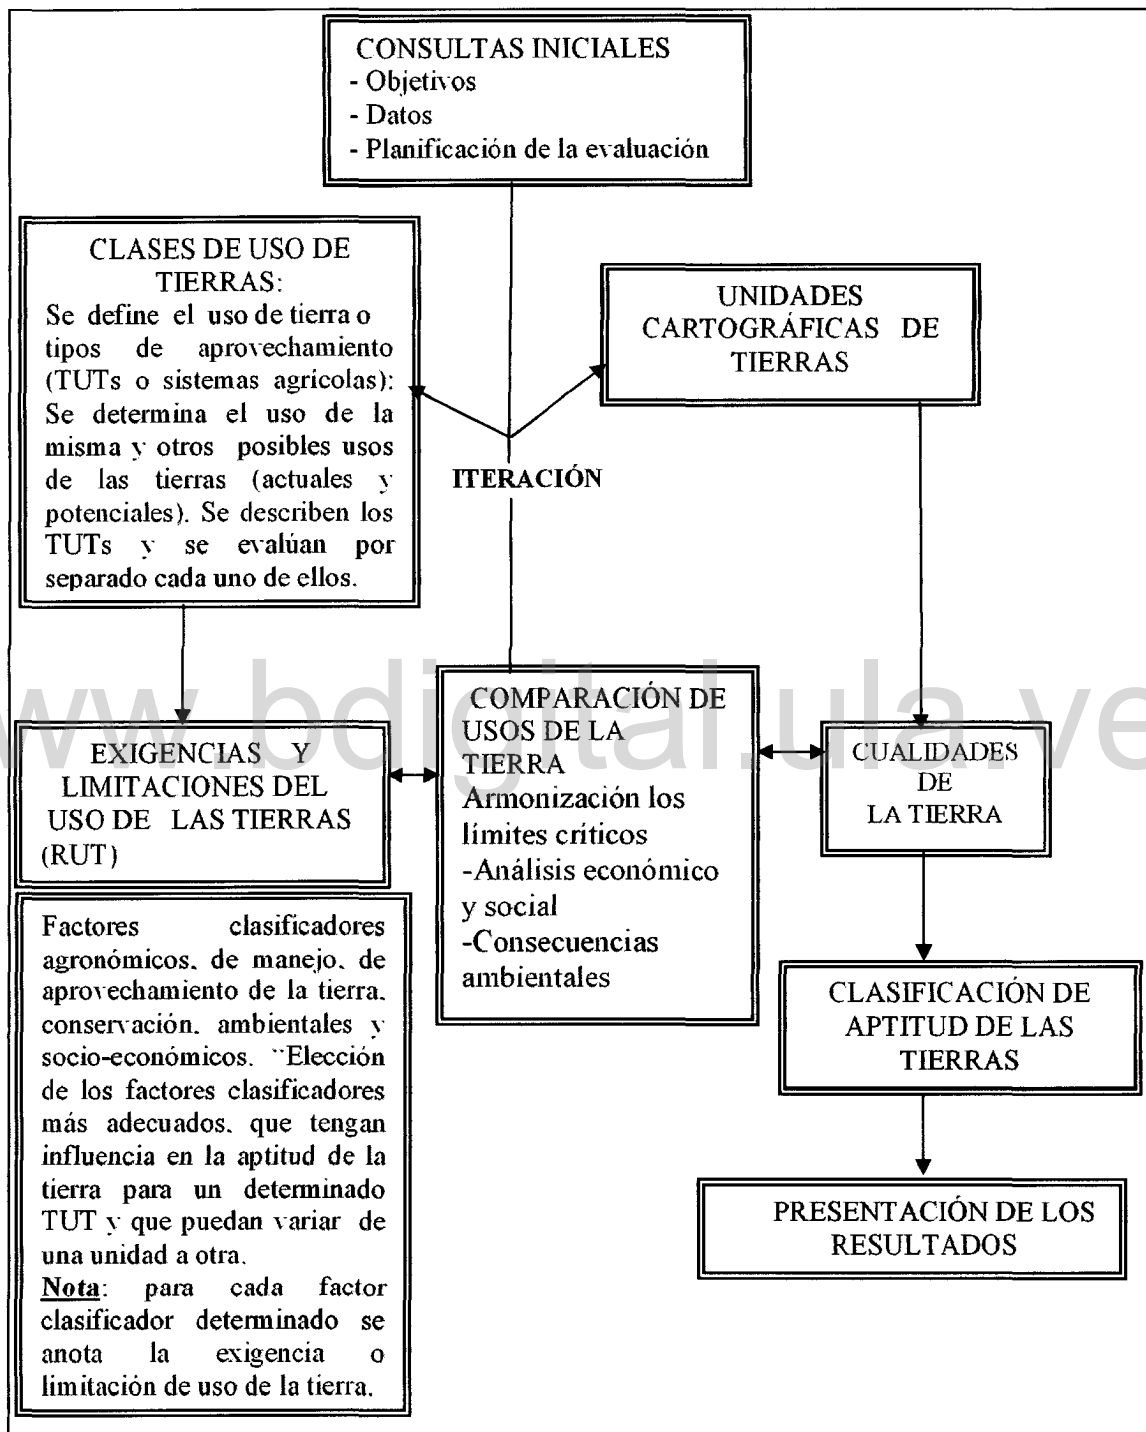 CONSULTAS INICIALES
- Objetivos
- Datos
- Planificación de la evaluación
CLASES DE USO DE
TIERRAS:
Se define el uso de tierra o
tipos de aprovechamiento
(TUTs o sistemas agrícolas):
Se determina el uso de la
misma y otros posibles usos
de las tierras (actuales y
potenciales). Se describen los
TUTs y se evalúan por
separado cada uno de ellos.
UNIDADES
CARTOGRÁFICAS DE
TIERRAS
ITERACIÓN
EXIGENCIAS Y
LIMITACIONES DEL
USO DE LAS TIERRAS
(RUT)
COMPARACIÓN DE
USOS DE LA
TIERRA
Armonización los
límites críticos
-Análisis económico
y social
-Consecuencias
ambientales
CUALIDADES
DE
LA TIERRA
Factores clasificadores
agronómicos, de manejo, de
aprovechamiento de la tierra,
conservación, ambientales y
socio-económicos. "Elección
de los factores clasificadores
más adecuados, que tengan
influencia en la aptitud de la
tierra para un determinado
TUT y que puedan variar de
una unidad a otra.
Nota: para cada factor
clasificador determinado se
anota la exigencia o
limitación de uso de la tierra.
CLASIFICACIÓN DE
APTITUD DE LAS
TIERRAS
PRESENTACIÓN DE LOS
RESULTADOS
ww.bdigital.ula.ve